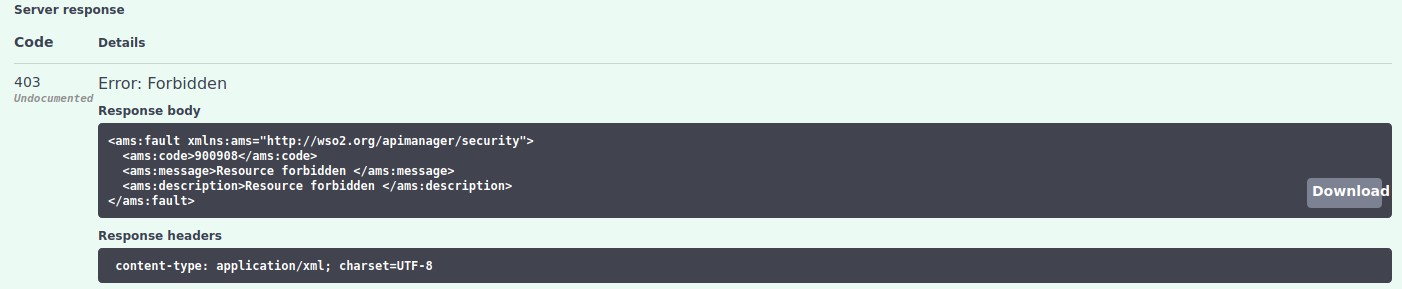 Server response
Code Details
403 Error: Forbidden
Undocumented
Response body
<ams:fault xmlns:ams="http://wso2.org/apimanager/security">
  <ams:code>900908</ams:code>
  <ams:message>Resource forbidden </ams:message>
  <ams:description>Resource forbidden </ams:description>
</ams:fault>
Download
Response headers
content-type: application/xml; charset=UTF-8